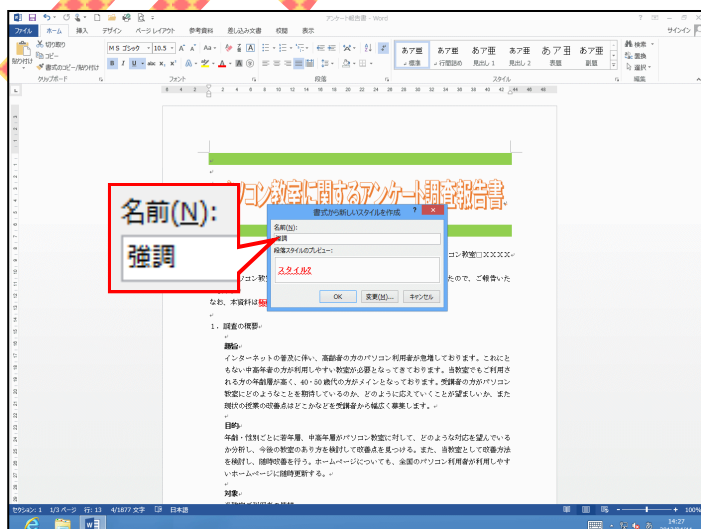 アンケート報告書 - Word
ファイル ホーム 挿入 デザイン ページレイアウト 参考資料 差し込み文書 校閲 表示
サインイン
切り取り
コピー
書式のコピー/貼り付け
貼り付け
MS ゴシック 10.5
あア亜 あア亜 あア亜 あア亜 あア亜 あア亜
標準 行間詰め 見出し 1 見出し 2 表題 副題
検索
置換
選択
クリップボード フォント 段落 スタイル 編集
パソコン教室に関するアンケート調査報告書
名前(N):
強調
書式から新しいスタイルを作成 ? ×
名前(N):
強調
段落スタイルのプレビュー:
スタイル2
OK 変更(M)... キャンセル
コン教室□XXXX
たので、ご報告いた
なお、本資料は
1．調査の概要
趣旨
インターネットの普及に伴い、高齢者の方のパソコン利用者が急増しております。これにと
もない中高年者の方が利用しやすい教室が必要となってきております。当教室でもご利用さ
れる方の年齢層が高く、40・50歳代の方がメインとなっております。受講者の方がパソコン
教室にどのようなことを期待しているのか、どのように応えていくことが望ましいか、また
現状の授業の改善点はどこかなどを受講者から幅広く募集します。
目的
年齢・性別ごとに若年層、中高年層がパソコン教室に対して、どのような対応を望んでいる
か分析し、今後の教室のあり方を検討して改善点を見つける。また、当教室として改善方法
を検討し、随時改善を行う。ホームページについても、全国のパソコン利用者が利用しやす
いホームページに随時更新する。
対象
セクション: 1 1/3 ページ 行: 13 4/1877 文字 日本語
100%
14:27